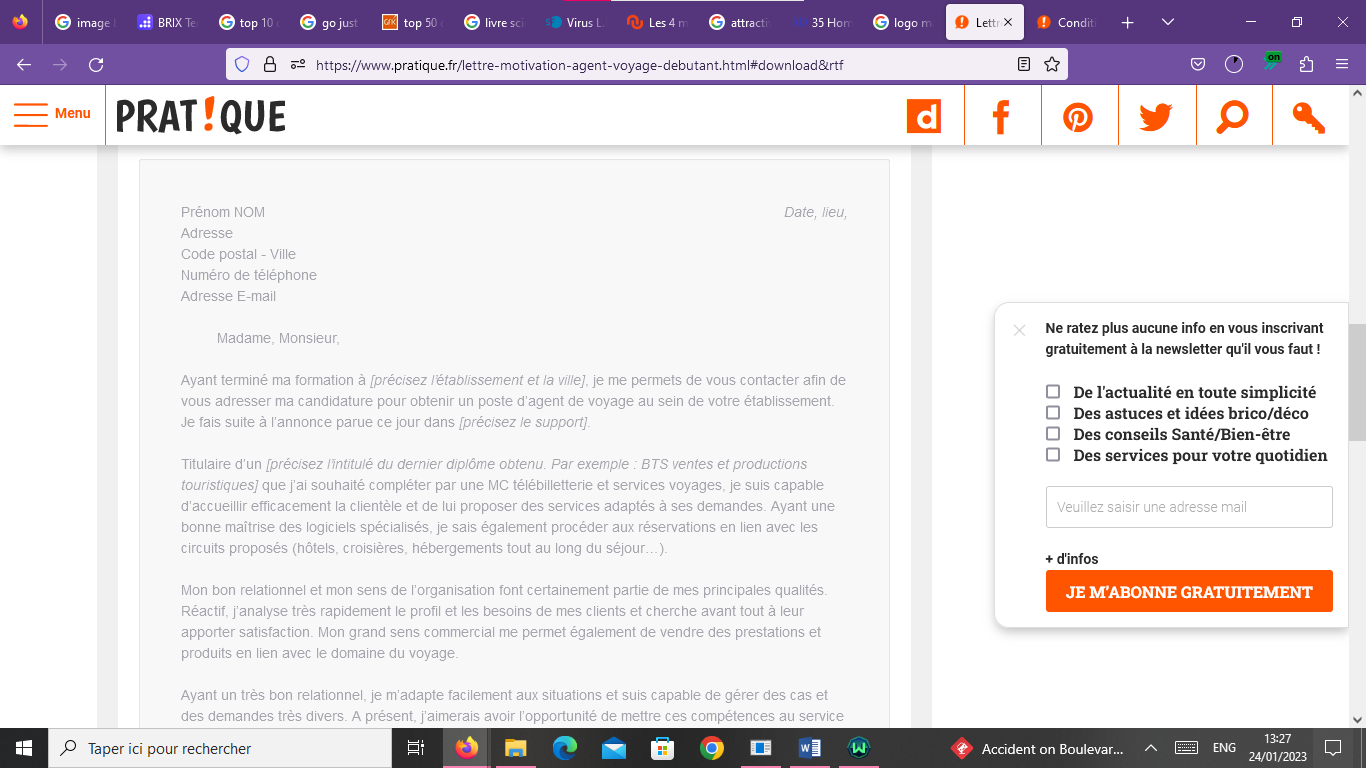 image
BRIX Te
top 10
go just
top 50
livre sci
Virus L
Les 4 m
attracti
35 Hom
logo m
Lettr
Conditi
https://www.pratique.fr/lettre-motivation-agent-voyage-debutant.html#download&rtf
on
Menu
PRAT!QUE
Prénom NOM
Date, lieu,
Adresse
Code postal - Ville
Numéro de téléphone
Adresse E-mail
Madame, Monsieur,
Ayant terminé ma formation à [précisez l'établissement et la ville], je me permets de vous contacter afin de
vous adresser ma candidature pour obtenir un poste d'agent de voyage au sein de votre établissement.
Je fais suite à l'annonce parue ce jour dans [précisez le support].
Titulaire d'un [précisez l'intitulé du dernier diplôme obtenu. Par exemple : BTS ventes et productions
touristiques] que j'ai souhaité compléter par une MC télébilletterie et services voyages, je suis capable
d'accueillir efficacement la clientèle et de lui proposer des services adaptés à ses demandes. Ayant une
bonne maîtrise des logiciels spécialisés, je sais également procéder aux réservations en lien avec les
circuits proposés (hôtels, croisières, hébergements tout au long du séjour…).
Mon bon relationnel et mon sens de l'organisation font certainement partie de mes principales qualités.
Réactif, j'analyse très rapidement le profil et les besoins de mes clients et cherche avant tout à leur
apporter satisfaction. Mon grand sens commercial me permet également de vendre des prestations et
produits en lien avec le domaine du voyage.
Ayant un très bon relationnel, je m'adapte facilement aux situations et suis capable de gérer des cas et
des demandes très divers. A présent, j'aimerais avoir l'opportunité de mettre ces compétences au service
Ne ratez plus aucune info en vous inscrivant
gratuitement à la newsletter qu'il vous faut !
De l'actualité en toute simplicité
Des astuces et idées brico/déco
Des conseils Santé/Bien-être
Des services pour votre quotidien
Veuillez saisir une adresse mail
+ d'infos
JE M'ABONNE GRATUITEMENT
Taper ici pour rechercher
Accident on Boulevar...
ENG
13:27
24/01/2023